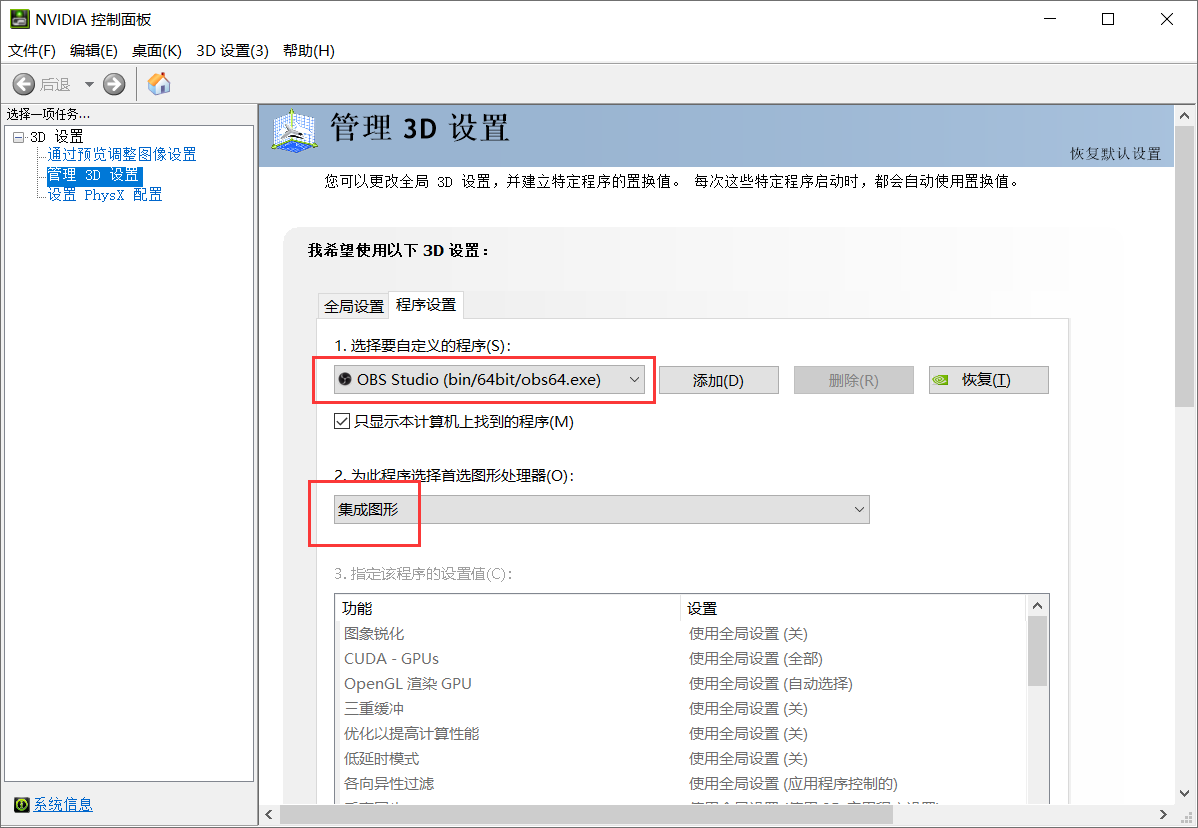 NVIDIA 控制面板
文件(F) 编辑(E) 桌面(K) 3D 设置(3) 帮助(H)
后退
选择一项任务...
3D 设置
通过预览调整图像设置
管理 3D 设置
设置 PhysX 配置
系统信息
管理 3D 设置
恢复默认设置
您可以更改全局 3D 设置，并建立特定程序的置换值。 每次这些特定程序启动时，都会自动使用置换值。
我希望使用以下 3D 设置：
全局设置 程序设置
1. 选择要自定义的程序(S):
OBS Studio (bin/64bit/obs64.exe) 添加(D) 删除(R) 恢复(T)
只显示本计算机上找到的程序(M)
2. 为此程序选择首选图形处理器(O):
集成图形
3. 指定该程序的设置值(C):
功能 设置
图象锐化 使用全局设置 (关)
CUDA - GPUs 使用全局设置 (全部)
OpenGL 渲染 GPU 使用全局设置 (自动选择)
三重缓冲 使用全局设置 (关)
优化以提高计算性能 使用全局设置 (关)
低延时模式 使用全局设置 (关)
各向异性过滤 使用全局设置 (应用程序控制的)